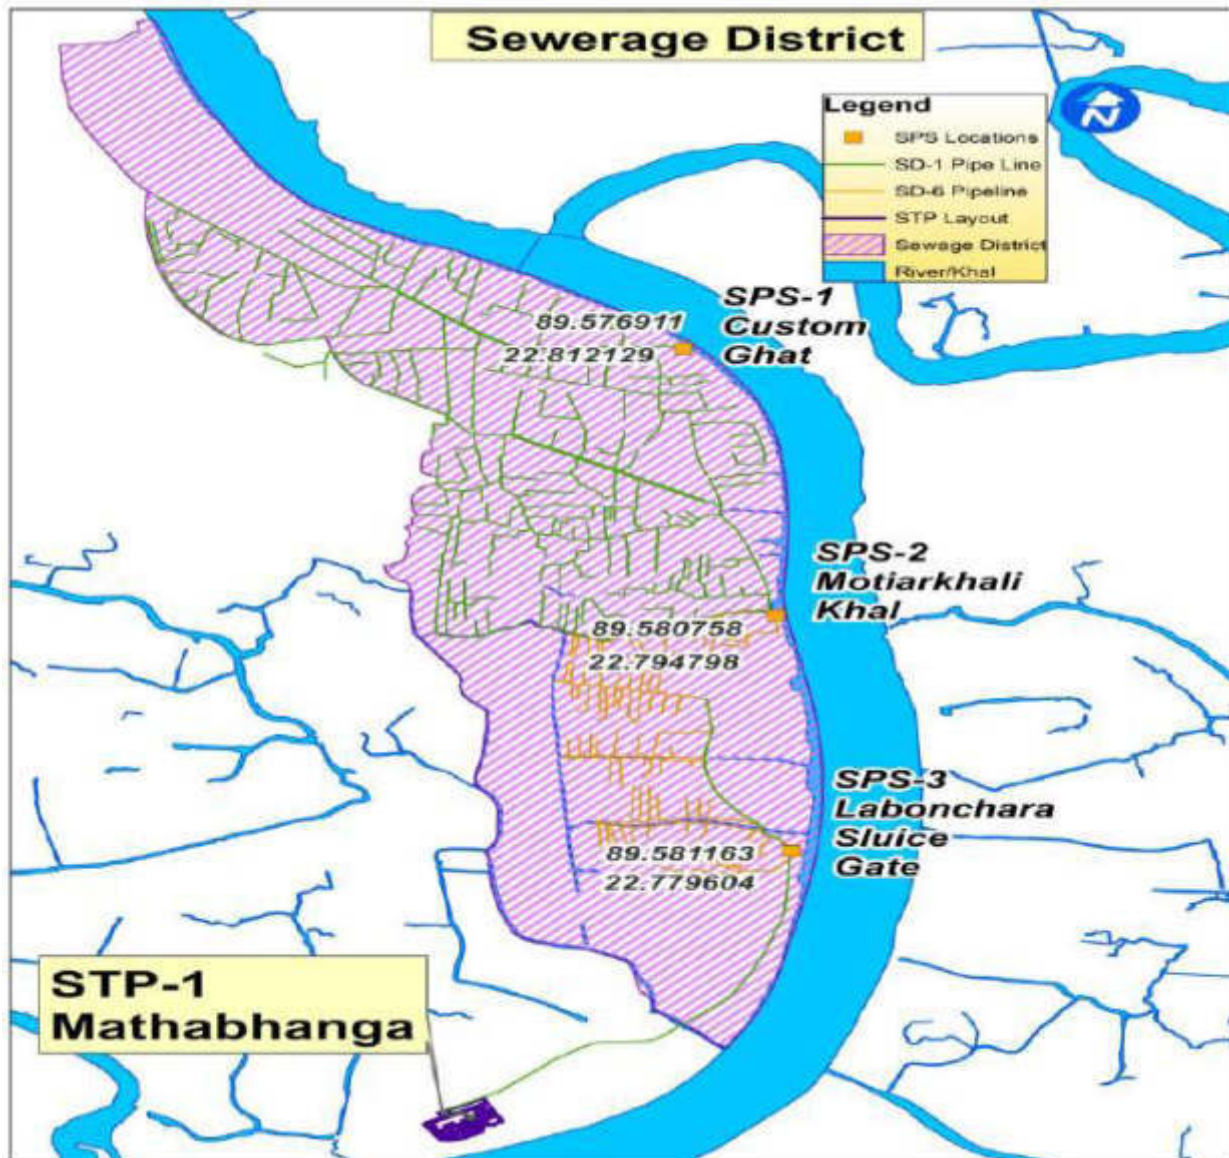 Sewerage District
Legend
SPS Locations
SD-1 Pipe Line
SD-6 Pipeline
STP Layout
Sewage District
River/Khal
N
SPS-1
Custom
Ghat
89.576911
22.812129
SPS-2
Motiarkhali
Khal
89.580758
22.794798
SPS-3
Labonchara
Sluice
Gate
89.581163
22.779604
STP-1
Mathabhanga